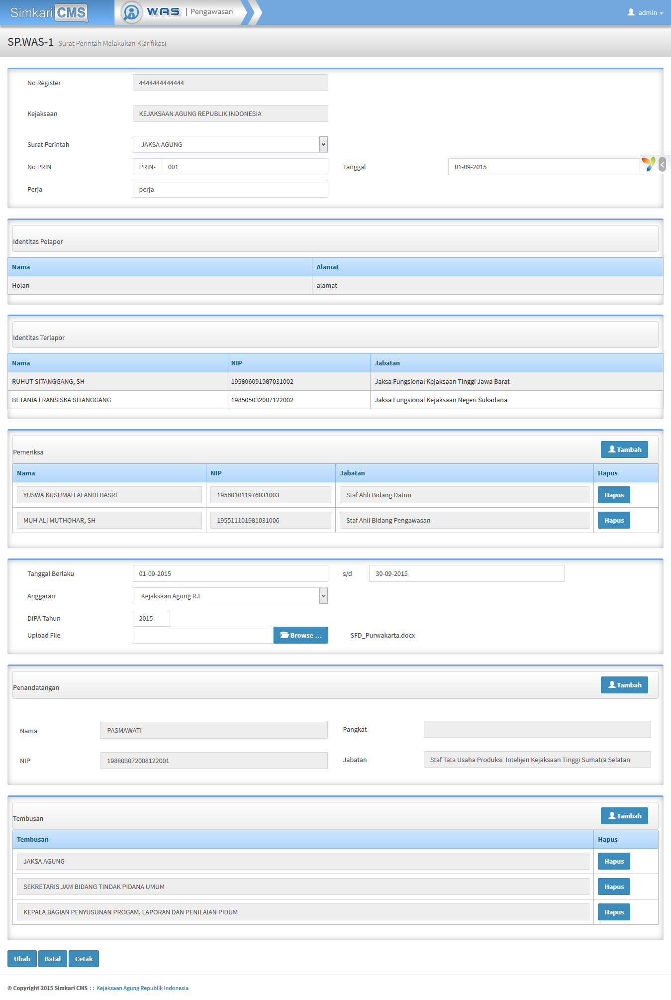 Simkari CMS WAS | Pengawasan admin
SP.WAS-1 Surat Perintah Melakukan Klarifikasi
No Register 4444444444444
Kejaksaan KEJAKSAAN AGUNG REPUBLIK INDONESIA
Surat Perintah JAKSA AGUNG
No PRIN PRIN- 001 Tanggal 01-09-2015
Perja perja
Identitas Pelapor
Nama Alamat
Holan alamat
Identitas Terlapor
Nama NIP Jabatan
RUHUT SITANGGANG, SH 195806091987031002 Jaksa Fungsional Kejaksaan Tinggi Jawa Barat
BETANIA FRANSISKA SITANGGANG 198505032007122002 Jaksa Fungsional Kejaksaan Negeri Sukadana
Pemeriksa Tambah
Nama NIP Jabatan Hapus
YUSWA KUSUMAH AFANDI BASRI 195601011976031003 Staf Ahli Bidang Datun Hapus
MUH ALI MUTHOHAR, SH 195511101981031006 Staf Ahli Bidang Pengawasan Hapus
Tanggal Berlaku 01-09-2015 s/d 30-09-2015
Anggaran Kejaksaan Agung R.I
DIPA Tahun 2015
Upload File Browse ... SFD_Purwakarta.docx
Penandatangan Tambah
Nama PASMAWATI Pangkat
NIP 198803072008122001 Jabatan Staf Tata Usaha Produksi Intelijen Kejaksaan Tinggi Sumatra Selatan
Tembusan Tambah
Tembusan Hapus
JAKSA AGUNG Hapus
SEKRETARIS JAM BIDANG TINDAK PIDANA UMUM Hapus
KEPALA BAGIAN PENYUSUNAN PROGAM, LAPORAN DAN PENILAIAN PIDUM Hapus
Ubah Batal Cetak
© Copyright 2015 Simkari CMS :: Kejaksaan Agung Republik Indonesia